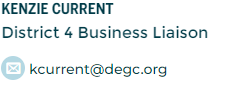 KENZIE CURRENT
District 4 Business Liaison
kcurrent@degc.org